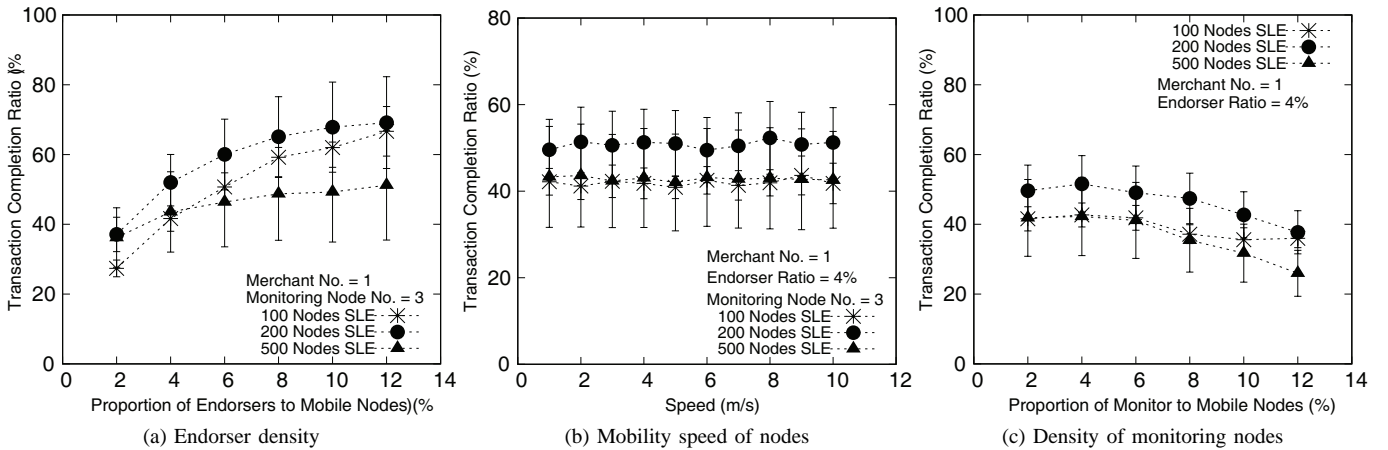 100
80
60
40
20
0
Transaction Completion Ratio (%)
Merchant No. = 1
Monitoring Node No. = 3
100 Nodes SLE
200 Nodes SLE
500 Nodes SLE
0 2 4 6 8 10 12 14
Proportion of Endorsers to Mobile Nodes)(%
(a) Endorser density
80
60
40
20
0
Transaction Completion Ratio (%)
Merchant No. = 1
Endorser Ratio = 4%
Monitoring Node No. = 3
100 Nodes SLE
200 Nodes SLE
500 Nodes SLE
0 2 4 6 8 10 12
Speed (m/s)
(b) Mobility speed of nodes
100
80
60
40
20
0
Transaction Completion Ratio (%)
100 Nodes SLE
200 Nodes SLE
500 Nodes SLE
Merchant No. = 1
Endorser Ratio = 4%
0 2 4 6 8 10 12 14
Proportion of Monitor to Mobile Nodes (%)
(c) Density of monitoring nodes